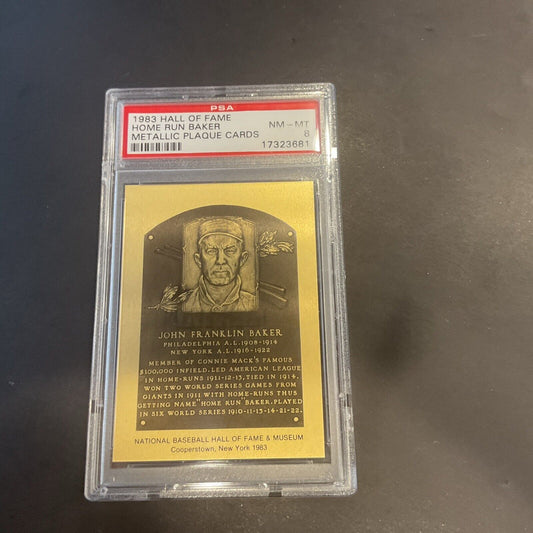 PSA
1983 HALL OF FAME
HOME RUN BAKER NM-MT
METALLIC PLAQUE CARDS 8
17323681
JOHN FRANKLIN BAKER
PHILADELPHIA A.L.1908-1914
NEW YORK A.L.1916-1922
MEMBER OF CONNIE MACK'S FAMOUS
$100,000 INFIELD. LED AMERICAN LEAGUE
IN HOME-RUNS 1911-12-13, TIED IN 1914.
WON TWO WORLD SERIES GAMES FROM
GIANTS IN 1911 WITH HOME-RUNS THUS
GETTING NAME "HOME RUN" BAKER. PLAYED
IN SIX WORLD SERIES 1910-11-13-14-21-22.
NATIONAL BASEBALL HALL OF FAME & MUSEUM
Cooperstown, New York 1983